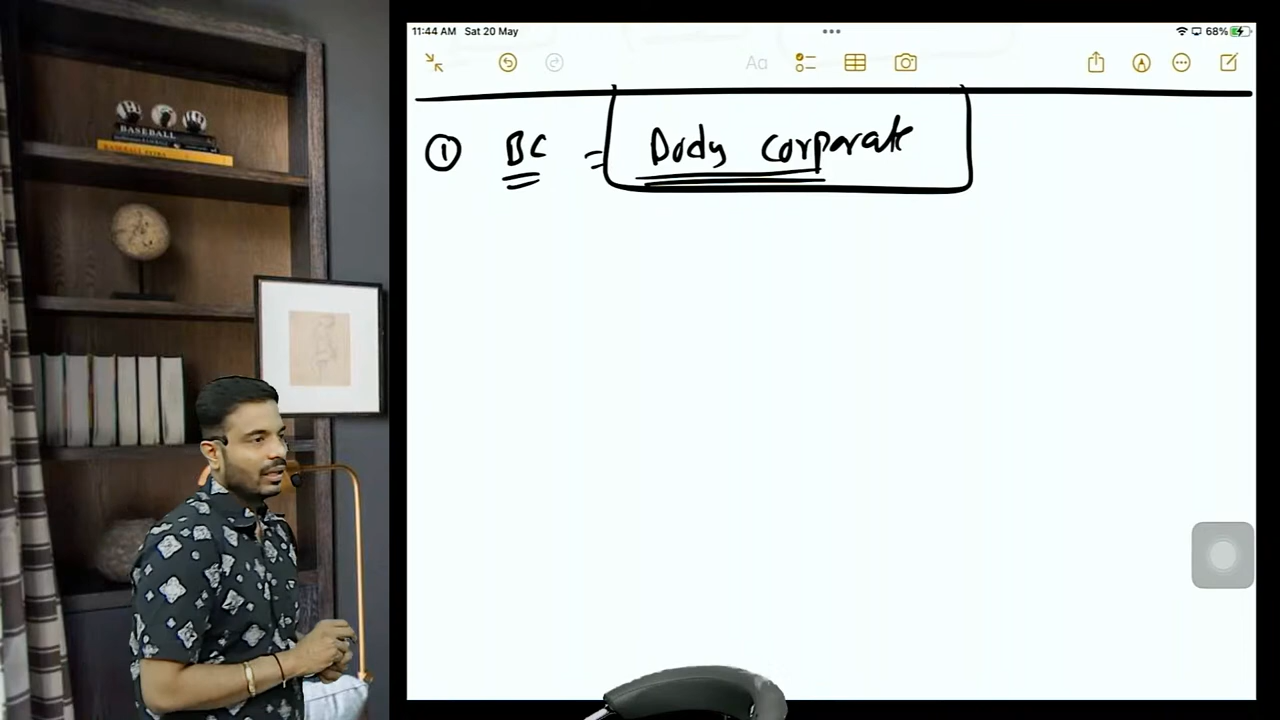 11:44 AM Sat 20 May
68%
Aa
① BC = Body corporate
BASEBALL